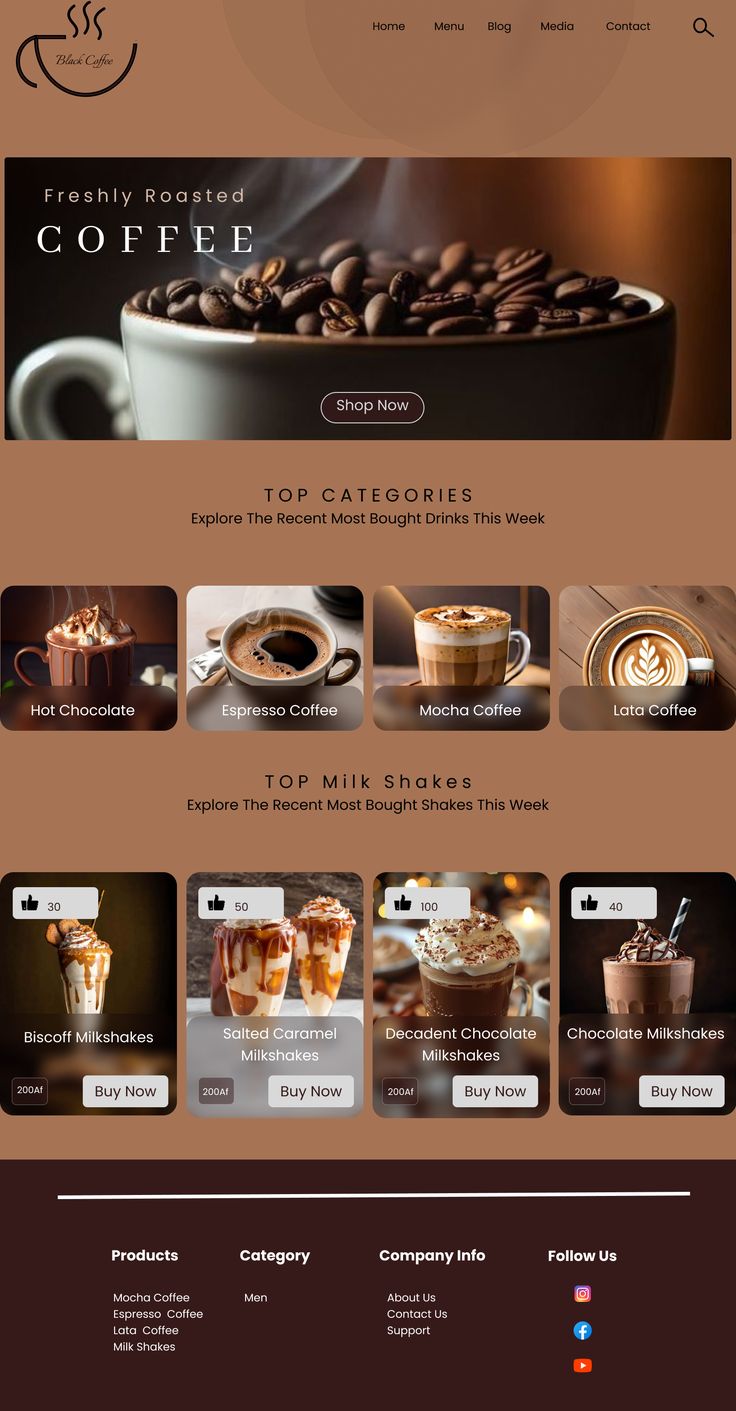 Black Coffee
Home Menu Blog Media Contact
Freshly Roasted
COFFEE
Shop Now
TOP CATEGORIES
Explore The Recent Most Bought Drinks This Week
Hot Chocolate
Espresso Coffee
Mocha Coffee
Lata Coffee
TOP Milk Shakes
Explore The Recent Most Bought Shakes This Week
30
Biscoff Milkshakes
200Af
Buy Now
50
Salted Caramel
Milkshakes
200Af
Buy Now
100
Decadent Chocolate
Milkshakes
200Af
Buy Now
40
Chocolate Milkshakes
200Af
Buy Now
Products
Mocha Coffee
Espresso Coffee
Lata Coffee
Milk Shakes
Category
Men
Company Info
About Us
Contact Us
Support
Follow Us